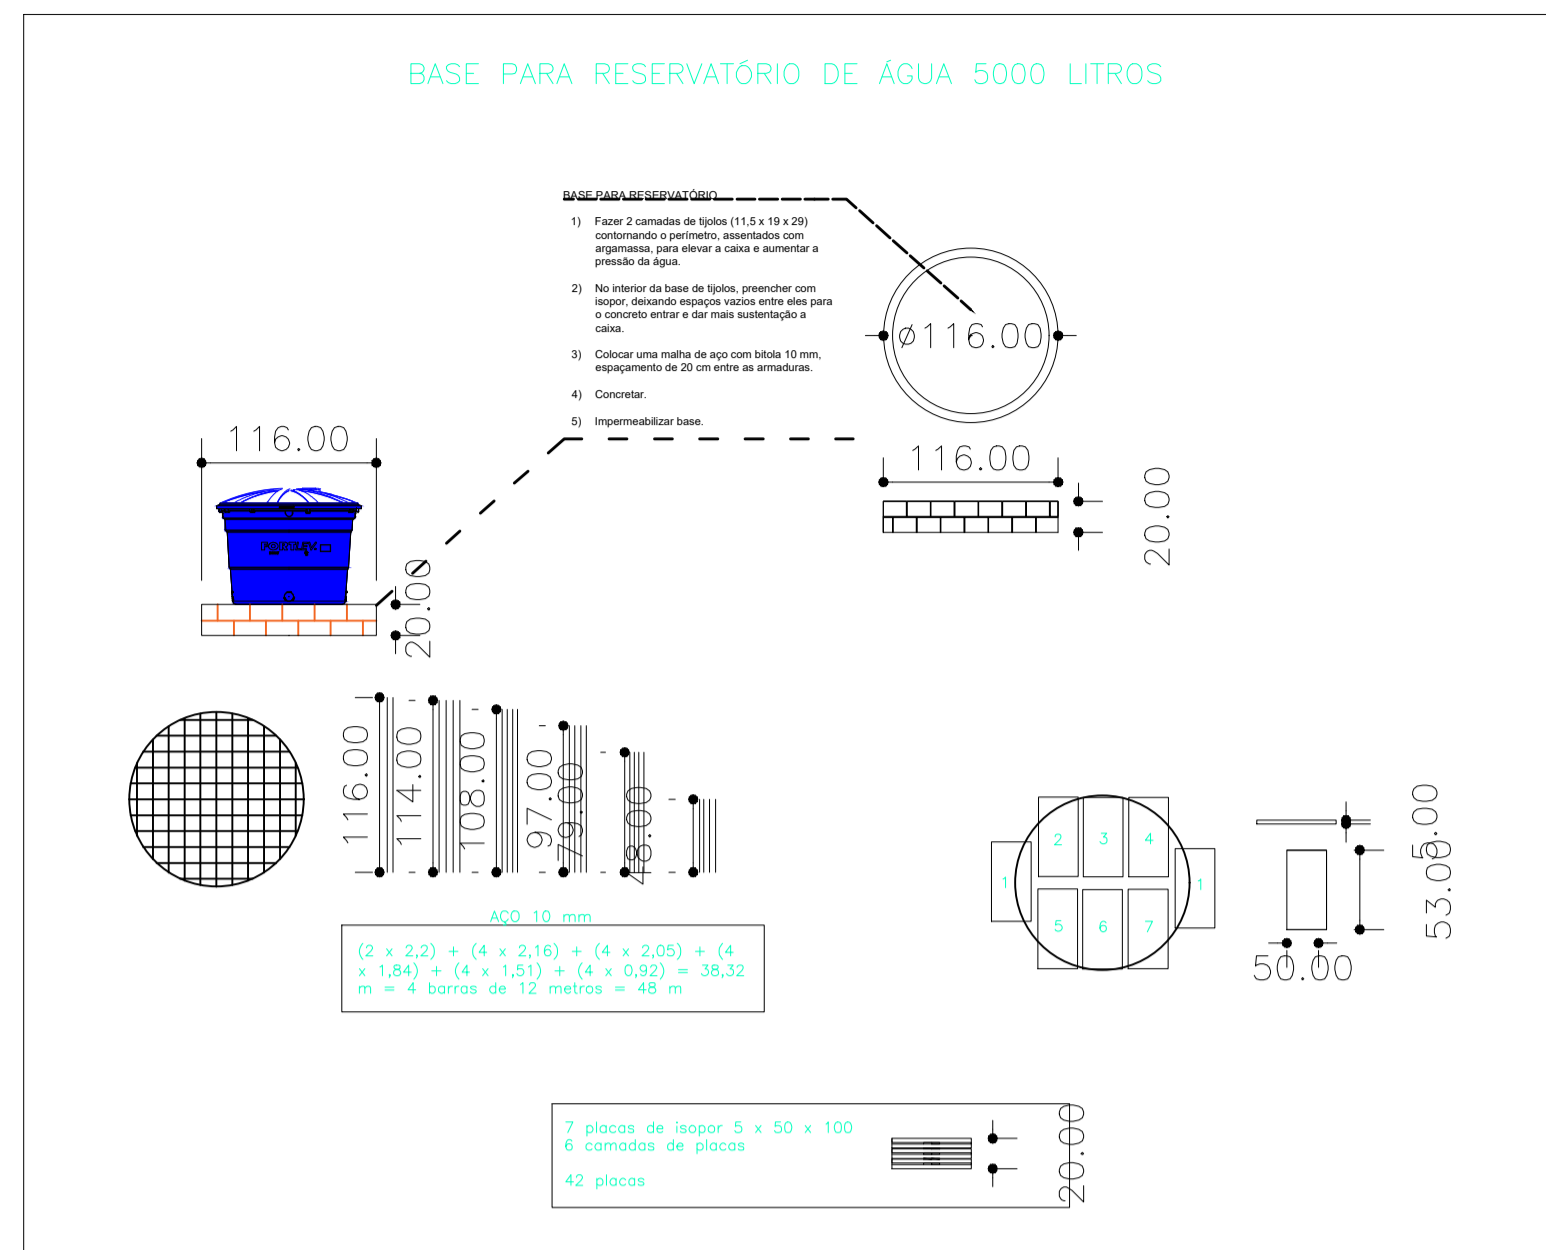 BASE PARA RESERVATÓRIO DE ÁGUA 5000 LITROS
BASE PARA RESERVATÓRIO
1) Fazer 2 camadas de tijolos (11,5 x 19 x 29)
contornando o perímetro, assentados com
argamassa, para elevar a caixa e aumentar a
pressão da água.
2) No interior da base de tijolos, preencher com
isopor, deixando espaços vazios entre eles para
o concreto entrar e dar mais sustentação a
caixa.
3) Colocar uma malha de aço com bitola 10 mm,
espaçamento de 20 cm entre as armaduras.
4) Concretar.
5) Impermeabilizar base.
ø116.00
116.00
20.00
116.00
20.00
116.00
114.00
108.00
97.00
79.00
48.00
AÇO 10 mm
(2 x 2,2) + (4 x 2,16) + (4 x 2,05) + (4
x 1,84) + (4 x 1,51) + (4 x 0,92) = 38,32
m = 4 barras de 12 metros = 48 m
2 3 4
1 1
5 6 7
5.00
53.00
50.00
7 placas de isopor 5 x 50 x 100
6 camadas de placas
42 placas
20.00